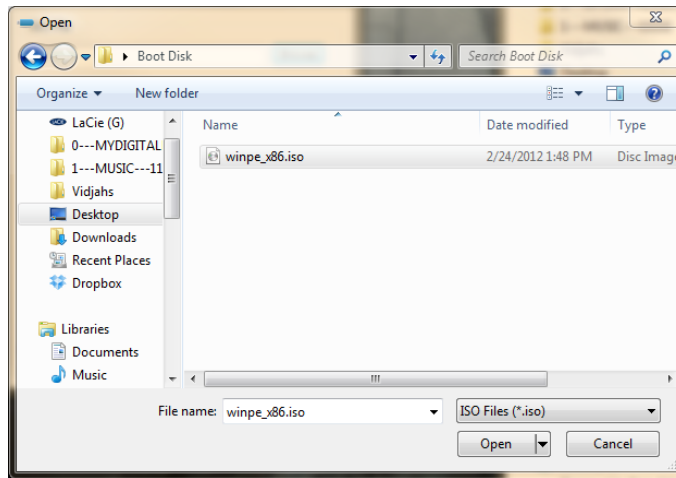 Open
Boot Disk
Search Boot Disk
Organize
New folder
LaCie (G)
0---MYDIGITAL
1---MUSIC---11
Vidjahs
Desktop
Downloads
Recent Places
Dropbox
Libraries
Documents
Music
Name
Date modified
Type
winpe_x86.iso
2/24/2012 1:48 PM
Disc Imag
File name:
winpe_x86.iso
ISO Files (*.iso)
Open
Cancel